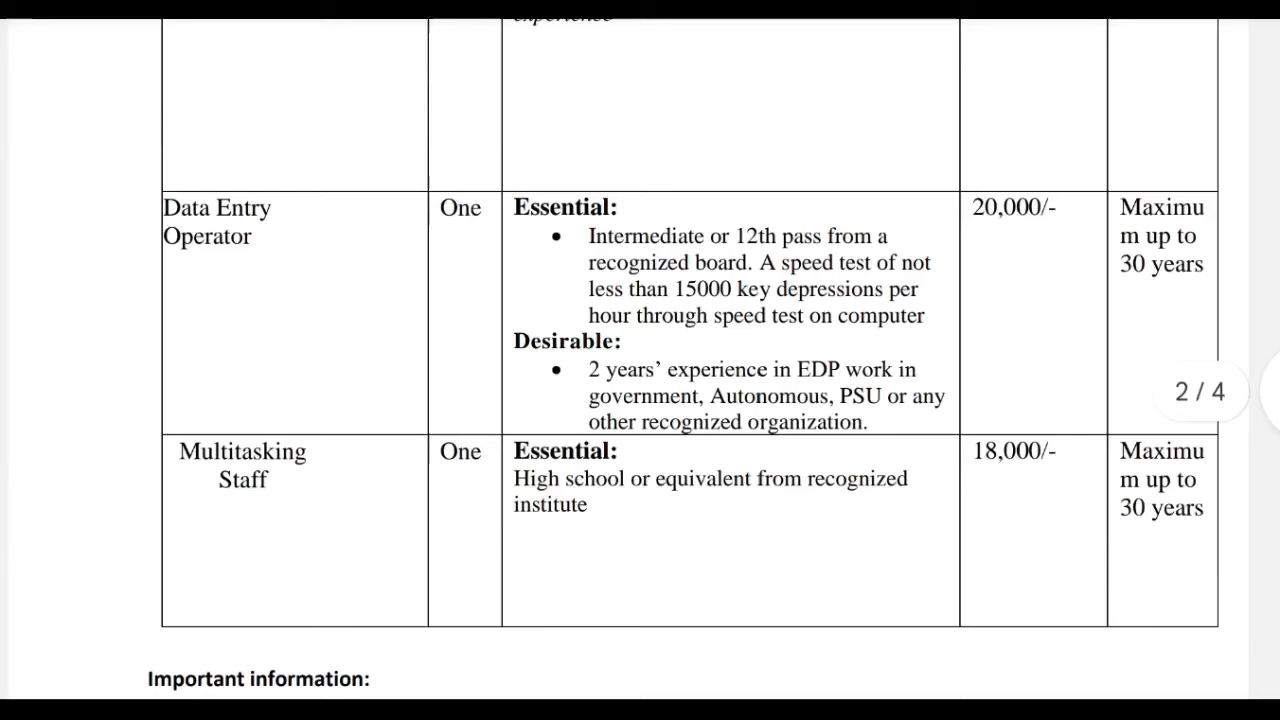 experience
Data Entry
Operator
One
Essential:
• Intermediate or 12th pass from a
recognized board. A speed test of not
less than 15000 key depressions per
hour through speed test on computer
Desirable:
• 2 years’ experience in EDP work in
government, Autonomous, PSU or any
other recognized organization.
20,000/-
Maximu
m up to
30 years
2 / 4
Multitasking
Staff
One
Essential:
High school or equivalent from recognized
institute
18,000/-
Maximu
m up to
30 years
Important information: